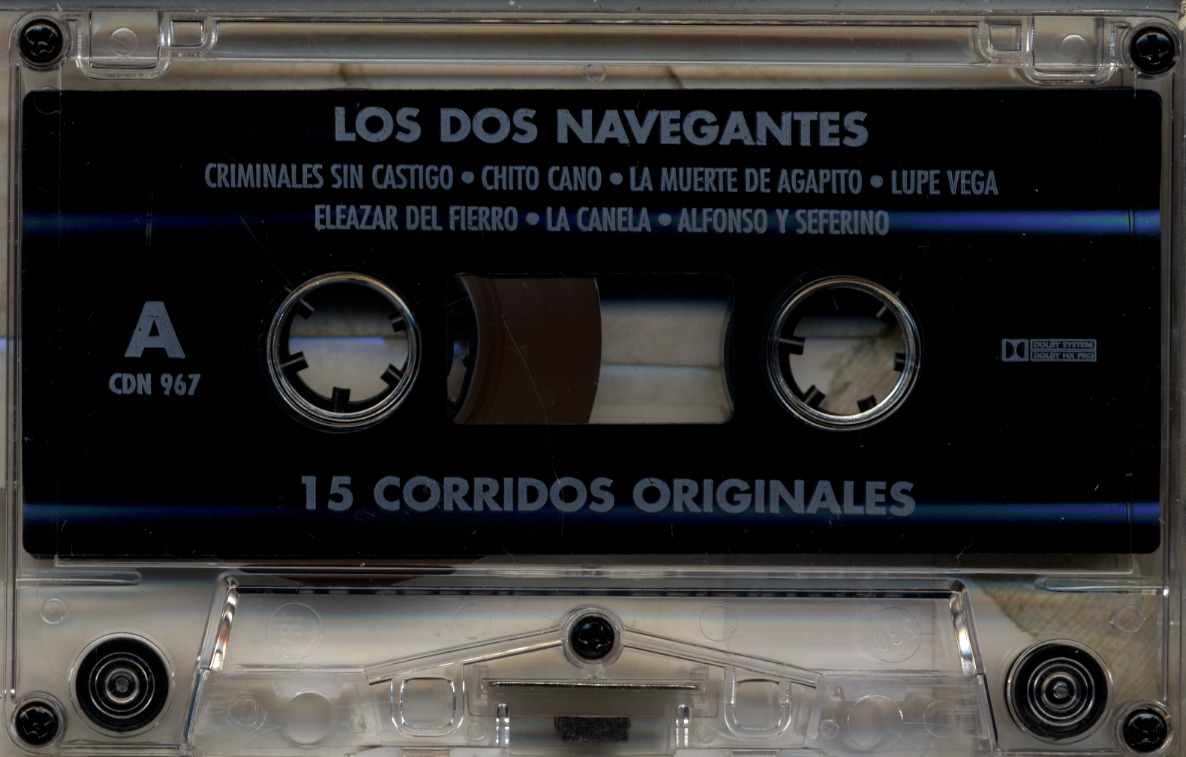 LOS DOS NAVEGANTES
CRIMINALES SIN CASTIGO • CHITO CANO • LA MUERTE DE AGAPITO • LUPE VEGA
ELEAZAR DEL FIERRO • LA CANELA • ALFONSO Y SEFERINO
A
CDN 967
DOLBY SYSTEM
DOLBY HX PRO
15 CORRIDOS ORIGINALES